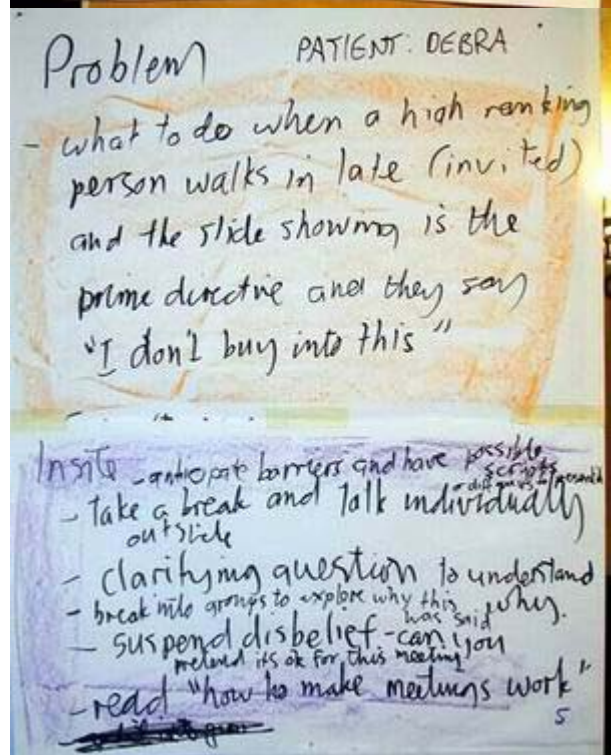 Problem PATIENT: DEBRA
- what to do when a high ranking
person walks in late (invited)
and the slide showing is the
prime directive and they say
"I don't buy into this"
Insite - anticipate barriers and have possible
scripts
- take a break and talk individually
outside
- clarifying question to understand
why.
- break into groups to explore why this
was said
- suspend disbelief - can you
pretend its ok for this meeting
- read "how to make meetings work"
5